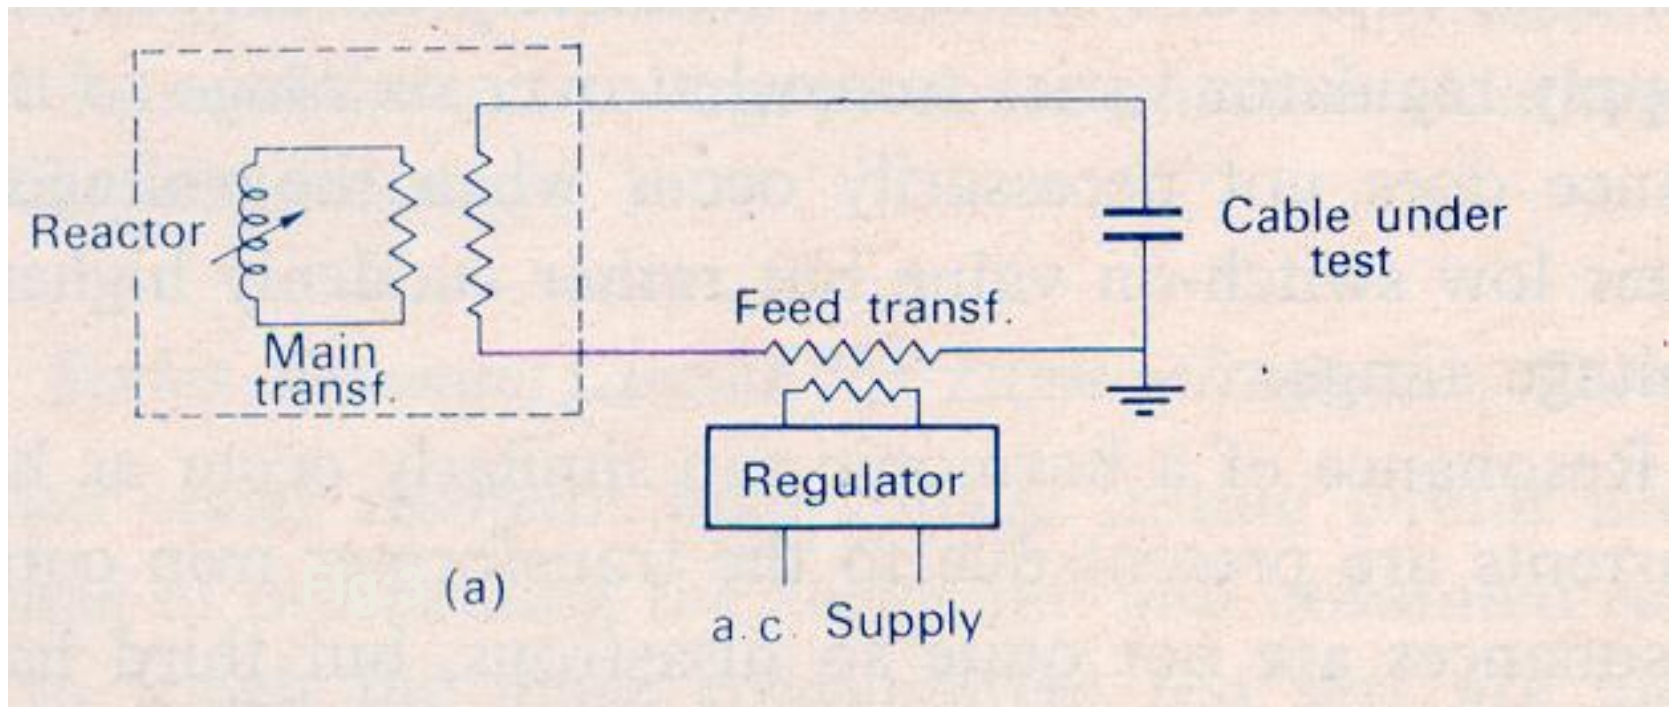 Reactor
Main
transf.
Feed transf.
Cable under
test
Regulator
(a)
a.c. Supply